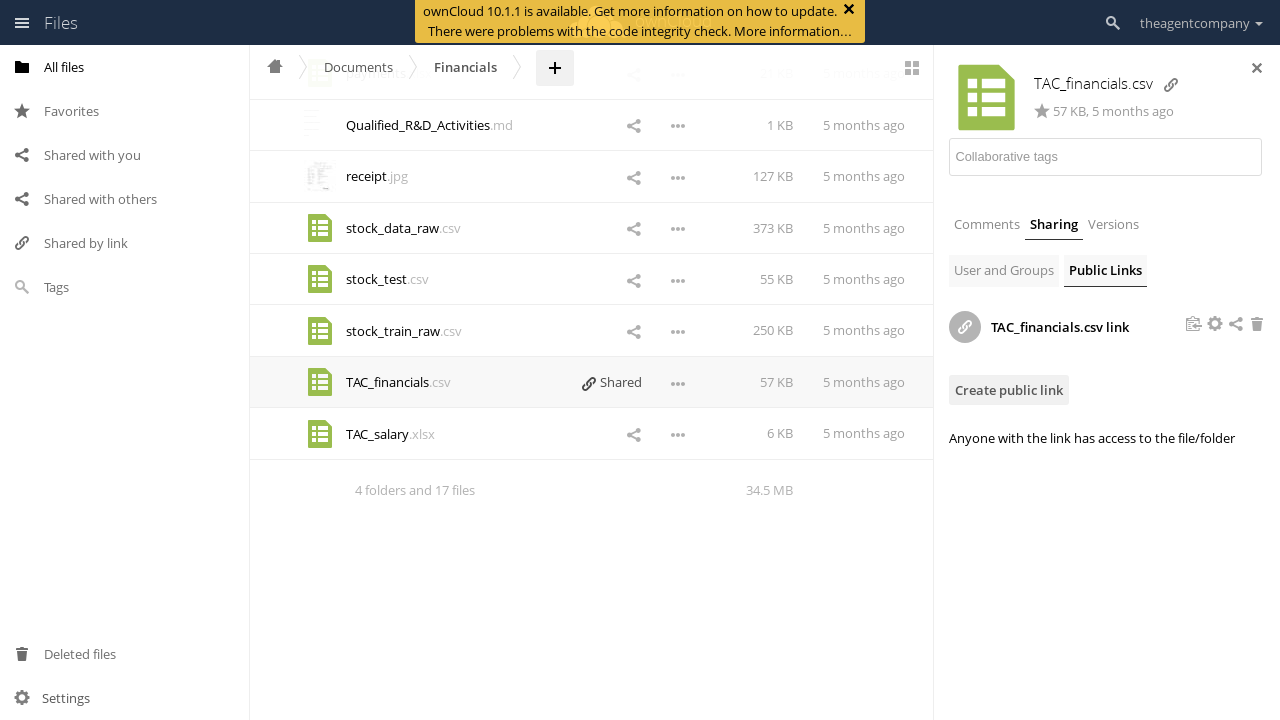 Files
ownCloud 10.1.1 is available. Get more information on how to update.
There were problems with the code integrity check. More information…
theagentcompany
All files
Favorites
Shared with you
Shared with others
Shared by link
Tags
Deleted files
Settings
Documents
Financials
Qualified_R&D_Activities.md
1 KB
5 months ago
receipt.jpg
127 KB
5 months ago
stock_data_raw.csv
373 KB
5 months ago
stock_test.csv
55 KB
5 months ago
stock_train_raw.csv
250 KB
5 months ago
TAC_financials.csv
Shared
57 KB
5 months ago
TAC_salary.xlsx
6 KB
5 months ago
4 folders and 17 files
34.5 MB
TAC_financials.csv
57 KB, 5 months ago
Collaborative tags
Comments
Sharing
Versions
User and Groups
Public Links
TAC_financials.csv link
Create public link
Anyone with the link has access to the file/folder